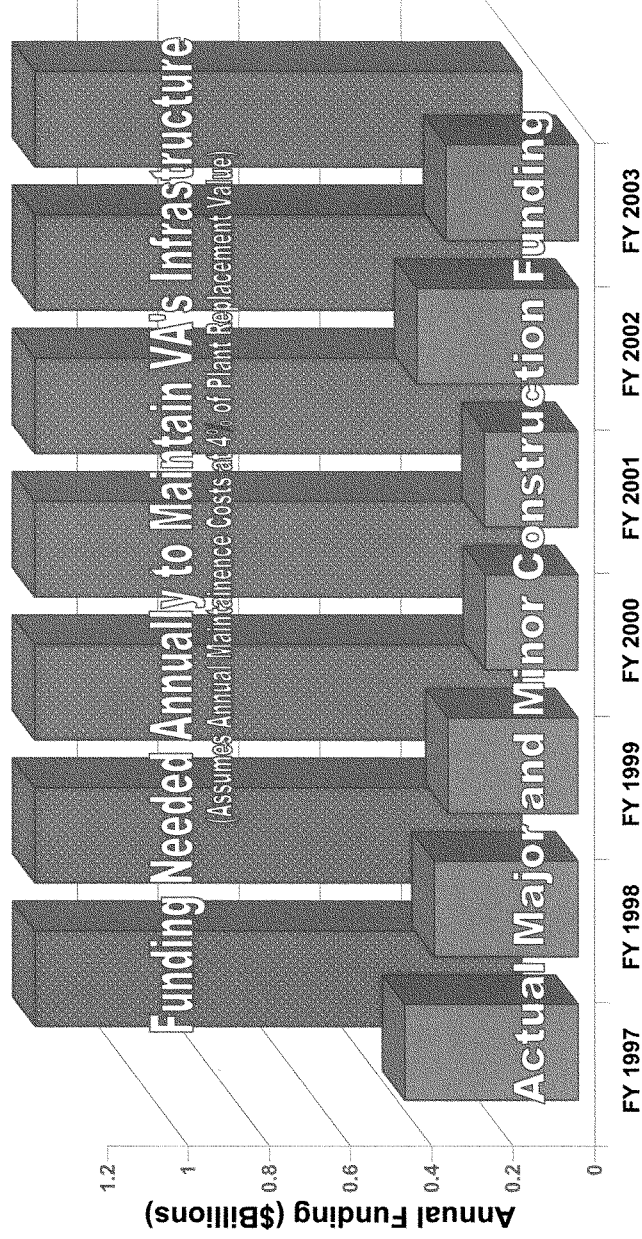 Funding Needed Annually to Maintain VA's Infrastructure
(Assumes Annual Maintainence Costs at 4% of Plant Replacement Value)
Actual Major and Minor Construction Funding
Annual Funding ($Billions)
1.2
1
0.8
0.6
0.4
0.2
0
FY 1997
FY 1998
FY 1999
FY 2000
FY 2001
FY 2002
FY 2003